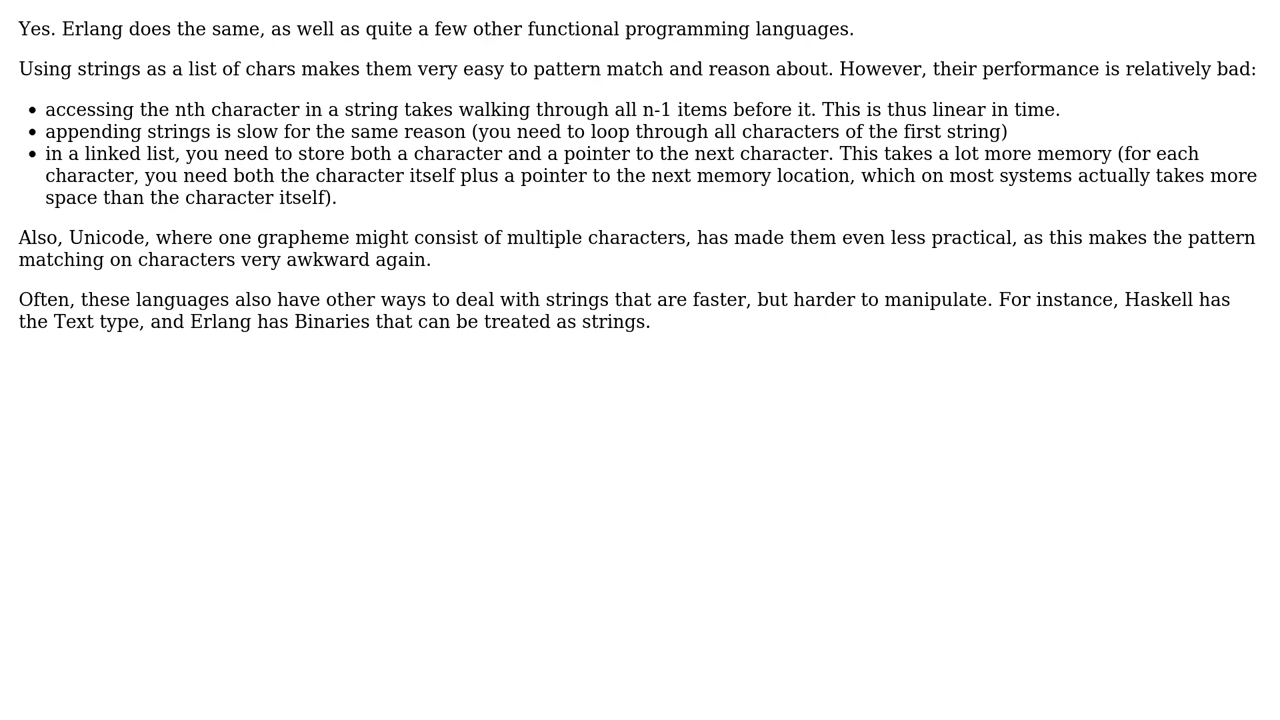 Yes. Erlang does the same, as well as quite a few other functional programming languages.
Using strings as a list of chars makes them very easy to pattern match and reason about. However, their performance is relatively bad:
• accessing the nth character in a string takes walking through all n-1 items before it. This is thus linear in time.
• appending strings is slow for the same reason (you need to loop through all characters of the first string)
• in a linked list, you need to store both a character and a pointer to the next character. This takes a lot more memory (for each
character, you need both the character itself plus a pointer to the next memory location, which on most systems actually takes more
space than the character itself).
Also, Unicode, where one grapheme might consist of multiple characters, has made them even less practical, as this makes the pattern
matching on characters very awkward again.
Often, these languages also have other ways to deal with strings that are faster, but harder to manipulate. For instance, Haskell has
the Text type, and Erlang has Binaries that can be treated as strings.